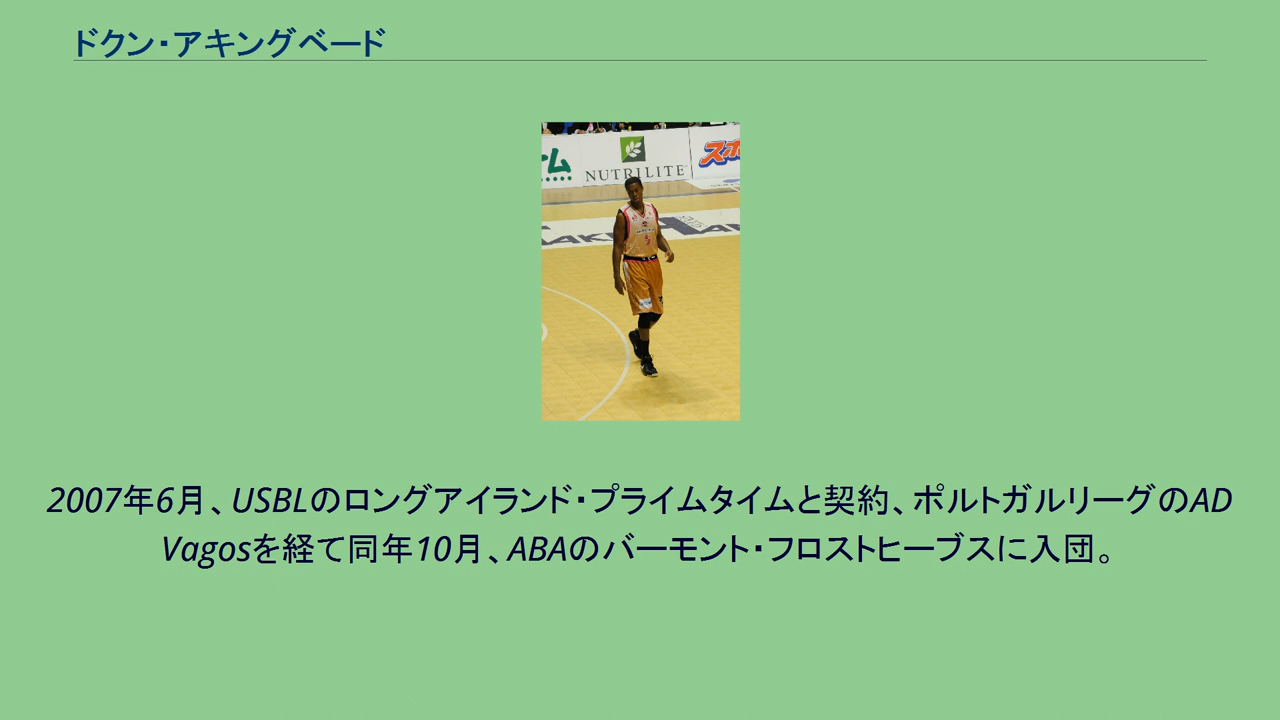 ドクン・アキングベード
ム
NUTRILITE
スポ
2007年6月、USBLのロングアイランド・プライムタイムと契約、ポルトガルリーグのAD
Vagosを経て同年10月、ABAのバーモント・フロストヒーブスに入団。